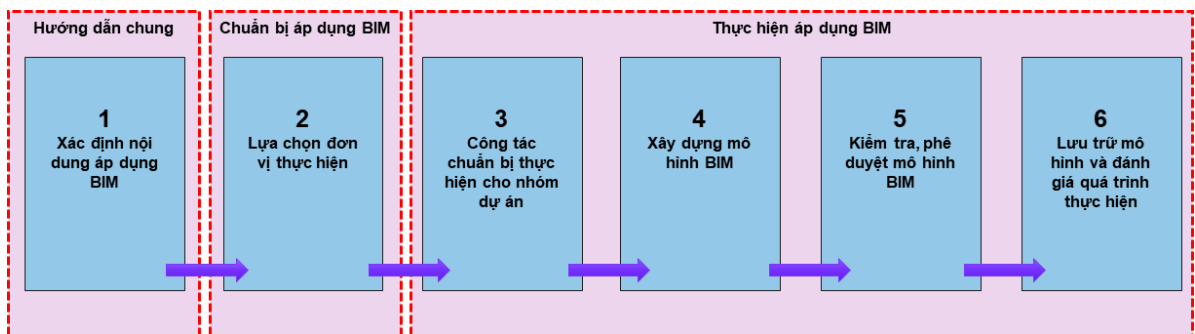 Hướng dẫn chung
Chuẩn bị áp dụng BIM
Thực hiện áp dụng BIM
1
Xác định nội
dung áp dụng
BIM
2
Lựa chọn đơn
vị thực hiện
3
Công tác
chuẩn bị thực
hiện cho nhóm
dự án
4
Xây dựng mô
hình BIM
5
Kiểm tra, phê
duyệt mô hình
BIM
6
Lưu trữ mô
hình và đánh
giá quá trình
thực hiện